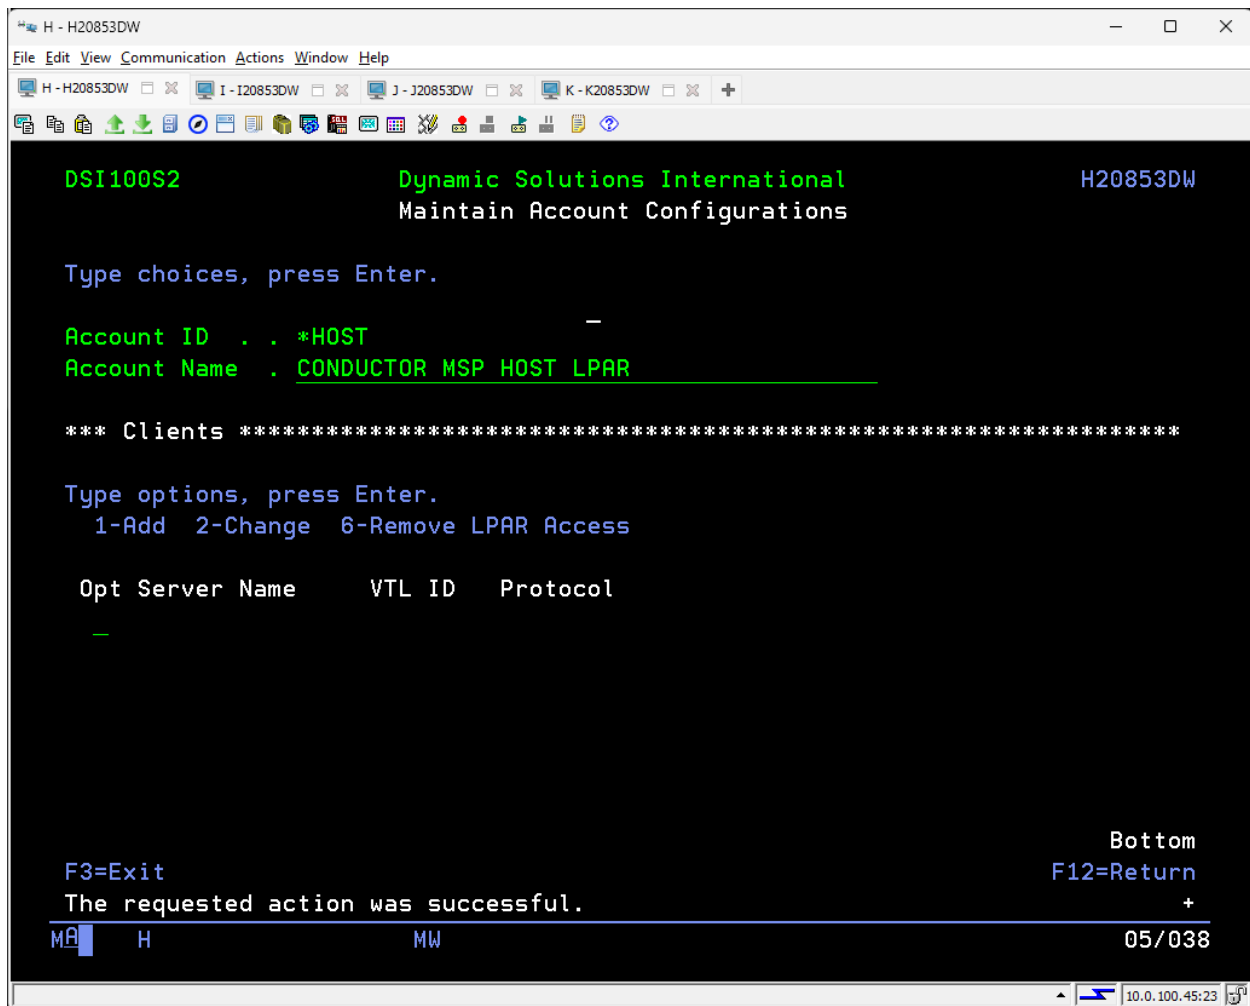 H - H20853DW
File Edit View Communication Actions Window Help
H - H20853DW I - I20853DW J - J20853DW K - K20853DW
DSI100S2 Dynamic Solutions International H20853DW
Maintain Account Configurations
Type choices, press Enter.
Account ID . . *HOST
Account Name . CONDUCTOR MSP HOST LPAR
*** Clients *****************************************************************
Type options, press Enter.
1-Add 2-Change 6-Remove LPAR Access
Opt Server Name VTL ID Protocol
Bottom
F3=Exit F12=Return
The requested action was successful. +
MA H MW 05/038
10.0.100.45:23